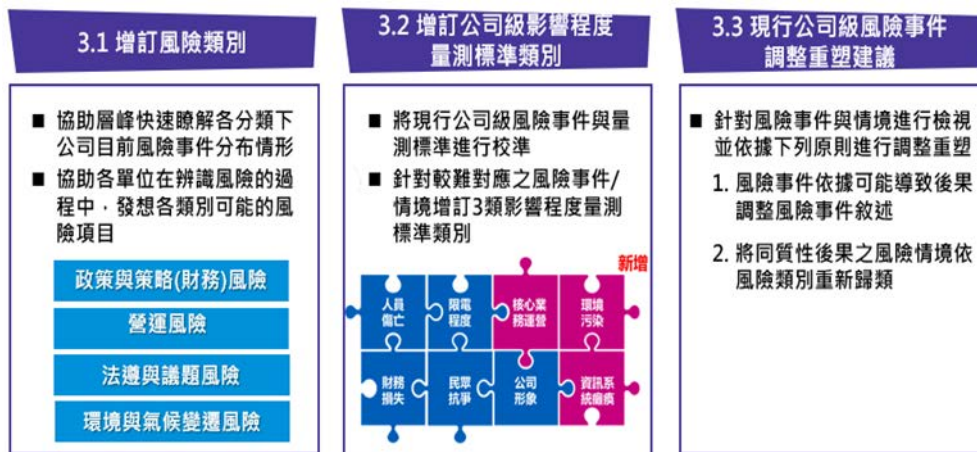 3.1 增訂風險類別
■ 協助層峰快速瞭解各分類下
公司目前風險事件分布情形
■ 協助各單位在辨識風險的過
程中，發想各類別可能的風
險項目
政策與策略(財務)風險
營運風險
法遵與議題風險
環境與氣候變遷風險
3.2 增訂公司級影響程度
量測標準類別
■ 將現行公司級風險事件與量
測標準進行校準
■ 針對較難對應之風險事件/
情境增訂3類影響程度量測
標準類別
新增
人員
傷亡
限電
程度
核心業
務運營
環境
污染
財務
損失
民眾
抗爭
公司
形象
資訊系
統癱瘓
3.3 現行公司級風險事件
調整重塑建議
■ 針對風險事件與情境進行檢視
並依據下列原則進行調整重塑
1. 風險事件依據可能導致後果
調整風險事件敘述
2. 將同質性後果之風險情境依
風險類別重新歸類